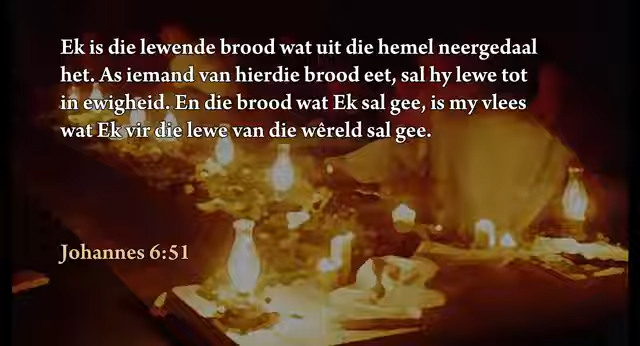 Ek is die lewende brood wat uit die hemel neergedaal
het. As iemand van hierdie brood eet, sal hy lewe tot
in ewigheid. En die brood wat Ek sal gee, is my vlees
wat Ek vir die lewe van die wêreld sal gee.
Johannes 6:51